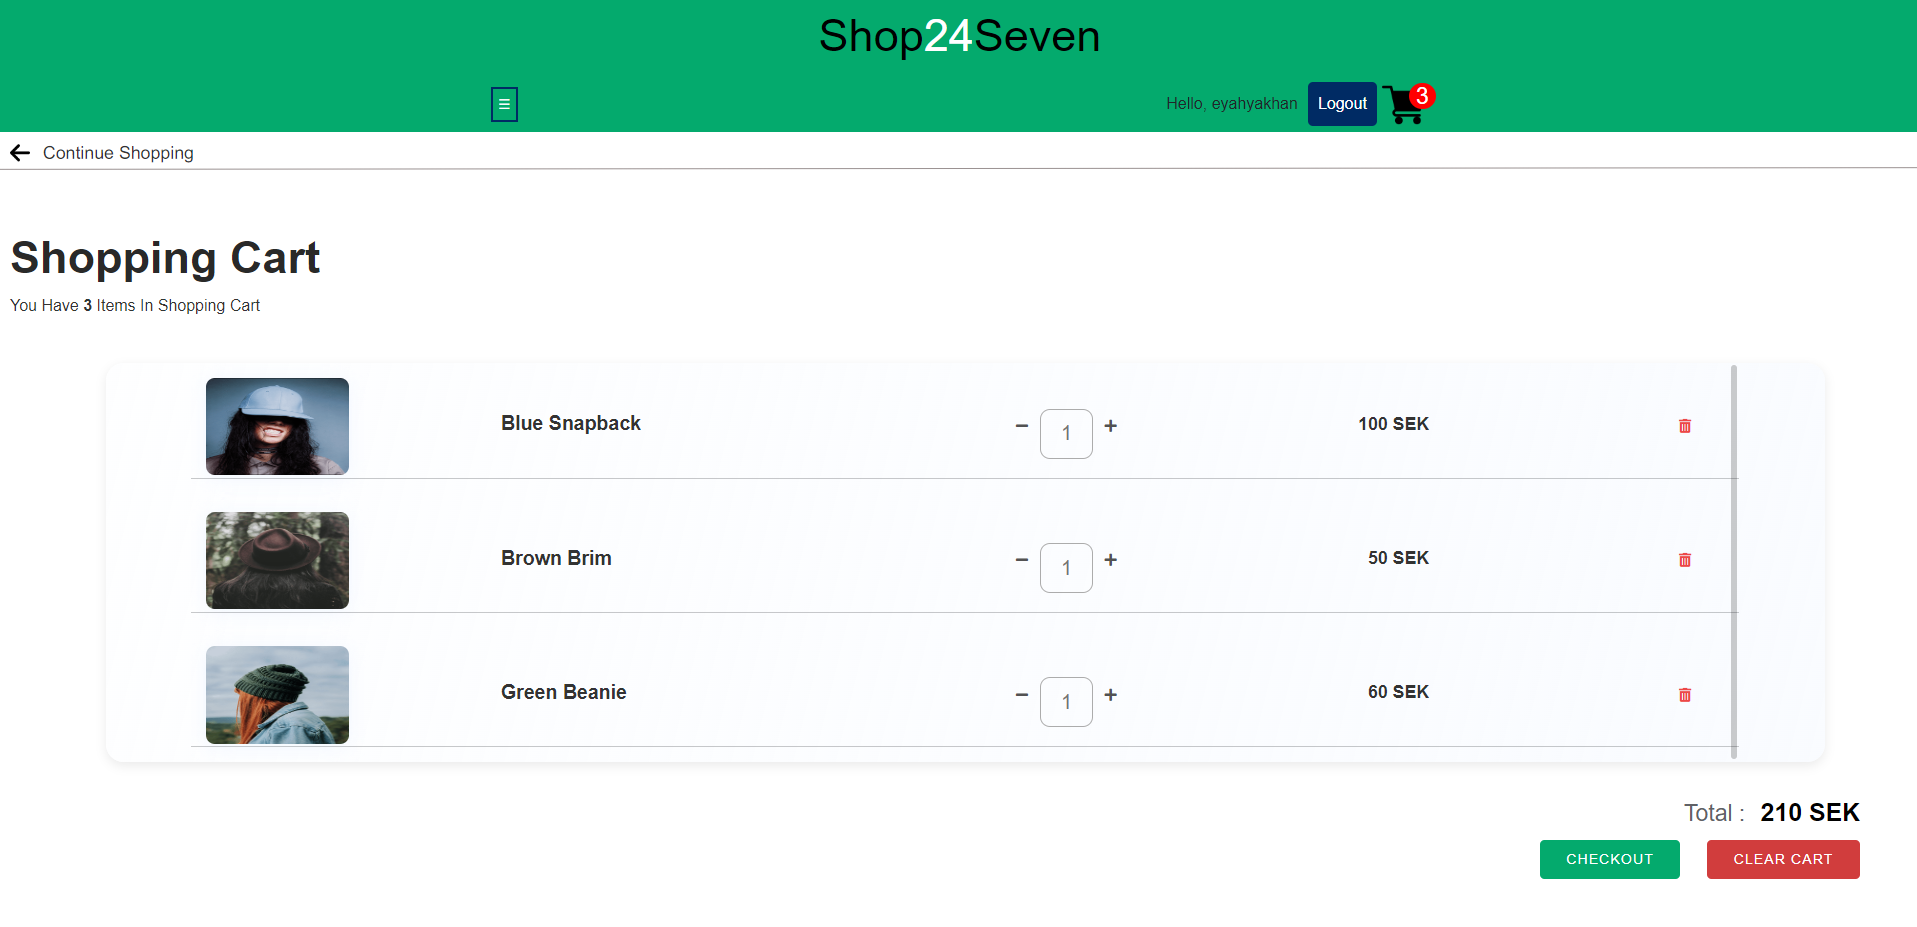 Shop24Seven
☰
Hello, eyahyakhan Logout 3
Continue Shopping
Shopping Cart
You Have 3 Items In Shopping Cart
Blue Snapback − 1 + 100 SEK
Brown Brim − 1 + 50 SEK
Green Beanie − 1 + 60 SEK
Total : 210 SEK
CHECKOUT CLEAR CART